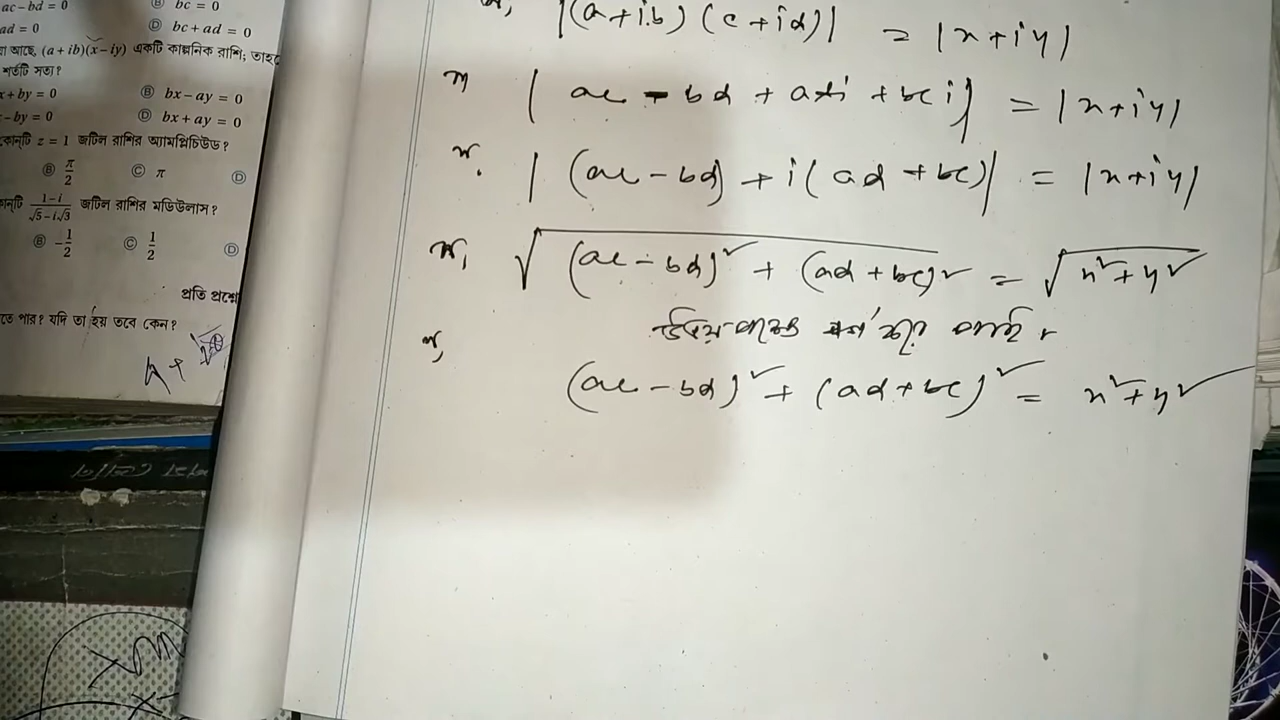 ac − bd = 0
Ⓑ bc = 0
ad = 0
Ⓓ bc + ad = 0
আছে, (a + ib)(x − iy) একটি কাল্পনিক রাশি; তাহ
শর্তটি সত্য?
x + by = 0
Ⓑ bx − ay = 0
− by = 0
Ⓓ bx + ay = 0
কোন্‌টি z = 1 জটিল রাশির অ্যামপ্লিচিউড?
Ⓑ π/2 Ⓒ π Ⓓ
কোন্‌টি (1−i)/(√5−i√3) জটিল রাশির মডিউলাস?
Ⓑ −1/2 Ⓒ 1/2 Ⓓ
প্রতি প্রশ্নে
পার? যদি তা হয় তবে কেন?
|(a+ib)(c+id)| = |x+iy|
বা, |ac − bd + adi + bci| = |x+iy|
বা, |(ac − bd) + i(ad + bc)| = |x+iy|
বা, √(ac − bd)² + (ad + bc)² = √x²+y²
উভয়পক্ষে বর্গ করে পাই,
বা, (ac − bd)² + (ad + bc)² = x²+y²